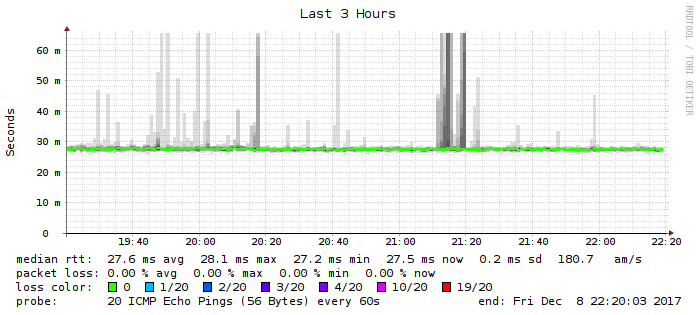 Last 3 Hours
RRDTOOL / TOBI OETIKER
Seconds
60 m
50 m
40 m
30 m
20 m
10 m
0
19:40 20:00 20:20 20:40 21:00 21:20 21:40 22:00 22:20
median rtt: 27.6 ms avg 28.1 ms max 27.2 ms min 27.5 ms now 0.2 ms sd 180.7 am/s
packet loss: 0.00 % avg 0.00 % max 0.00 % min 0.00 % now
loss color: 0 1/20 2/20 3/20 4/20 10/20 19/20
probe: 20 ICMP Echo Pings (56 Bytes) every 60s end: Fri Dec 8 22:20:03 2017